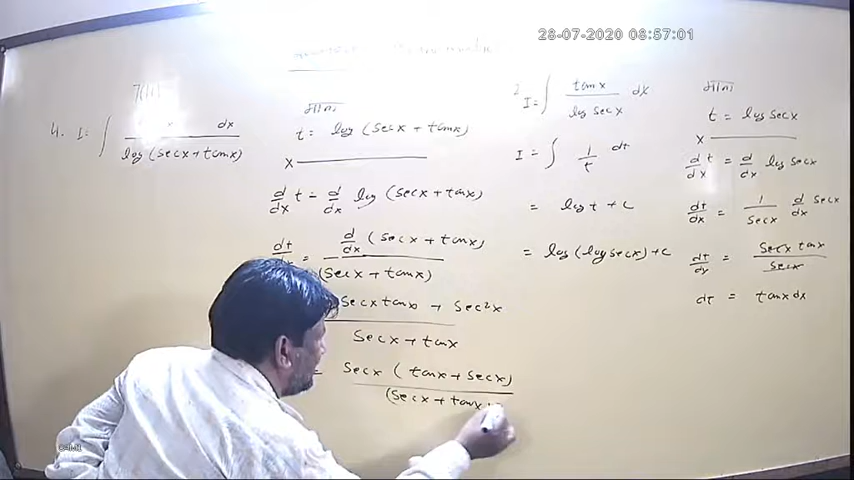 28-07-2020 08:57:01
4. I = ∫ dx / log (secx + tanx)
माना
t = log (secx + tanx)
x
d/dx t = d/dx log (secx + tanx)
dt/dx = d/dx (secx + tanx) / (secx + tanx)
secxtanx + sec²x / secx + tanx
= secx (tanx + secx) / (secx + tanx
2 I = ∫ tanx / log secx dx
I = ∫ 1/t dt
= log t + c
= log (log secx) + c
माना
t = log secx
x
d/dx t = d/dx log secx
dt/dx = 1/secx d/dx secx
dt/dx = secx tanx / secx
dt = tanx dx